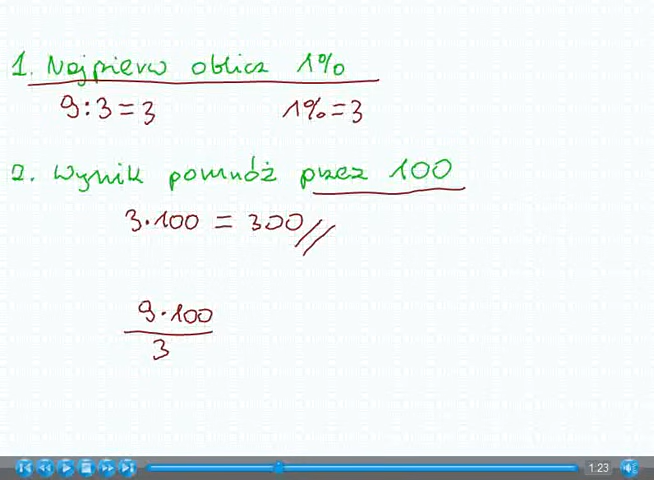 1. Najpierw oblicz 1%
9:3=3 1%=3
2. Wynik pomnóż przez 100
3·100 = 300//
9·100
3
1:23